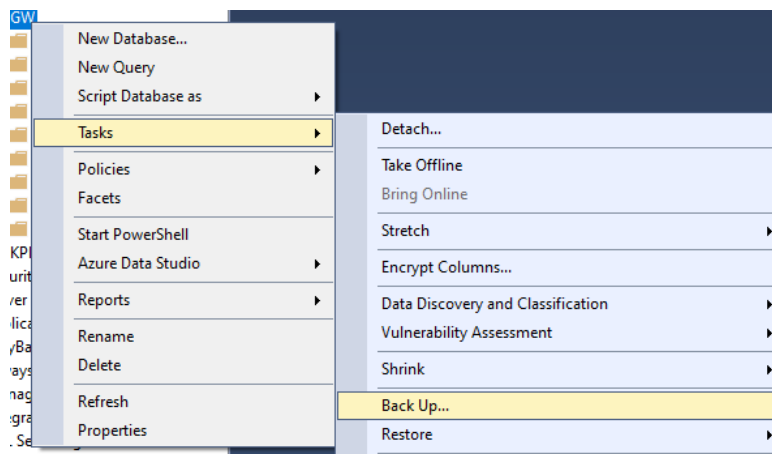 GW
New Database...
New Query
Script Database as
Tasks
Policies
Facets
Start PowerShell
Azure Data Studio
Reports
Rename
Delete
Refresh
Properties
Detach...
Take Offline
Bring Online
Stretch
Encrypt Columns...
Data Discovery and Classification
Vulnerability Assessment
Shrink
Back Up...
Restore